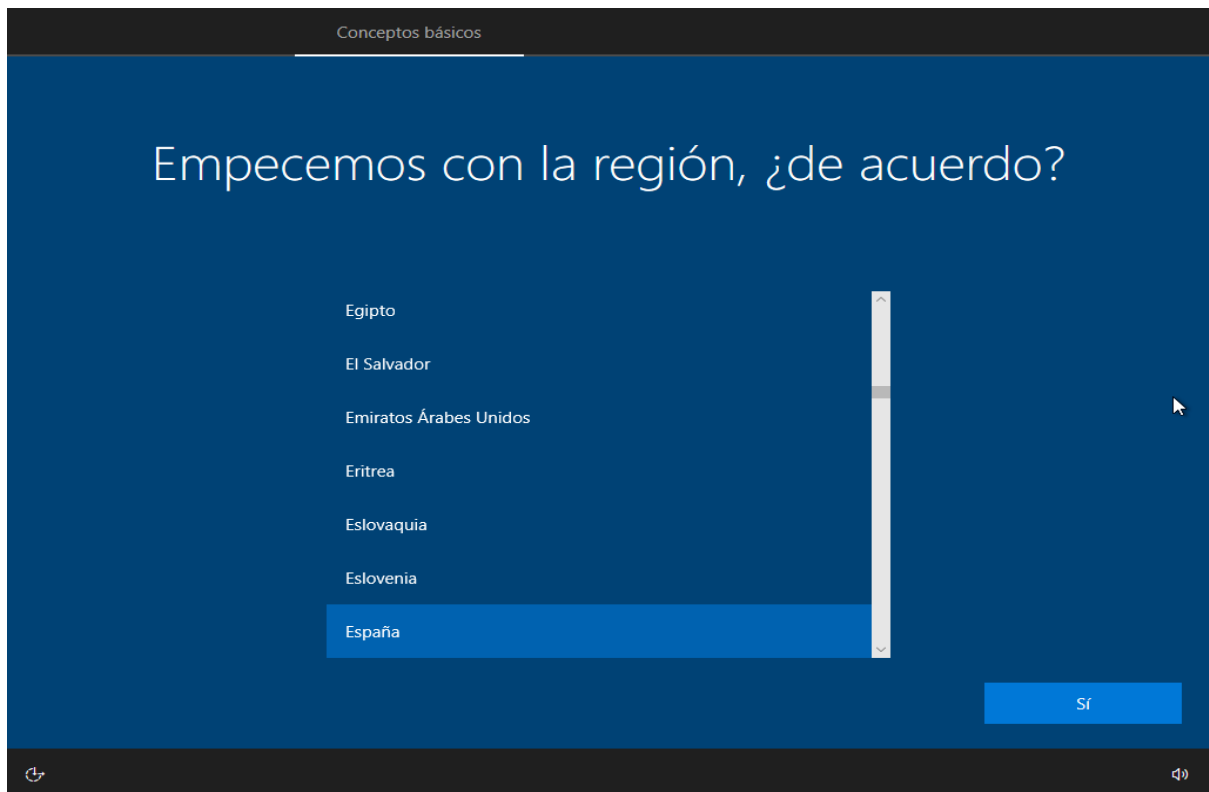 Conceptos básicos
Empecemos con la región, ¿de acuerdo?
Egipto
El Salvador
Emiratos Árabes Unidos
Eritrea
Eslovaquia
Eslovenia
España
Sí